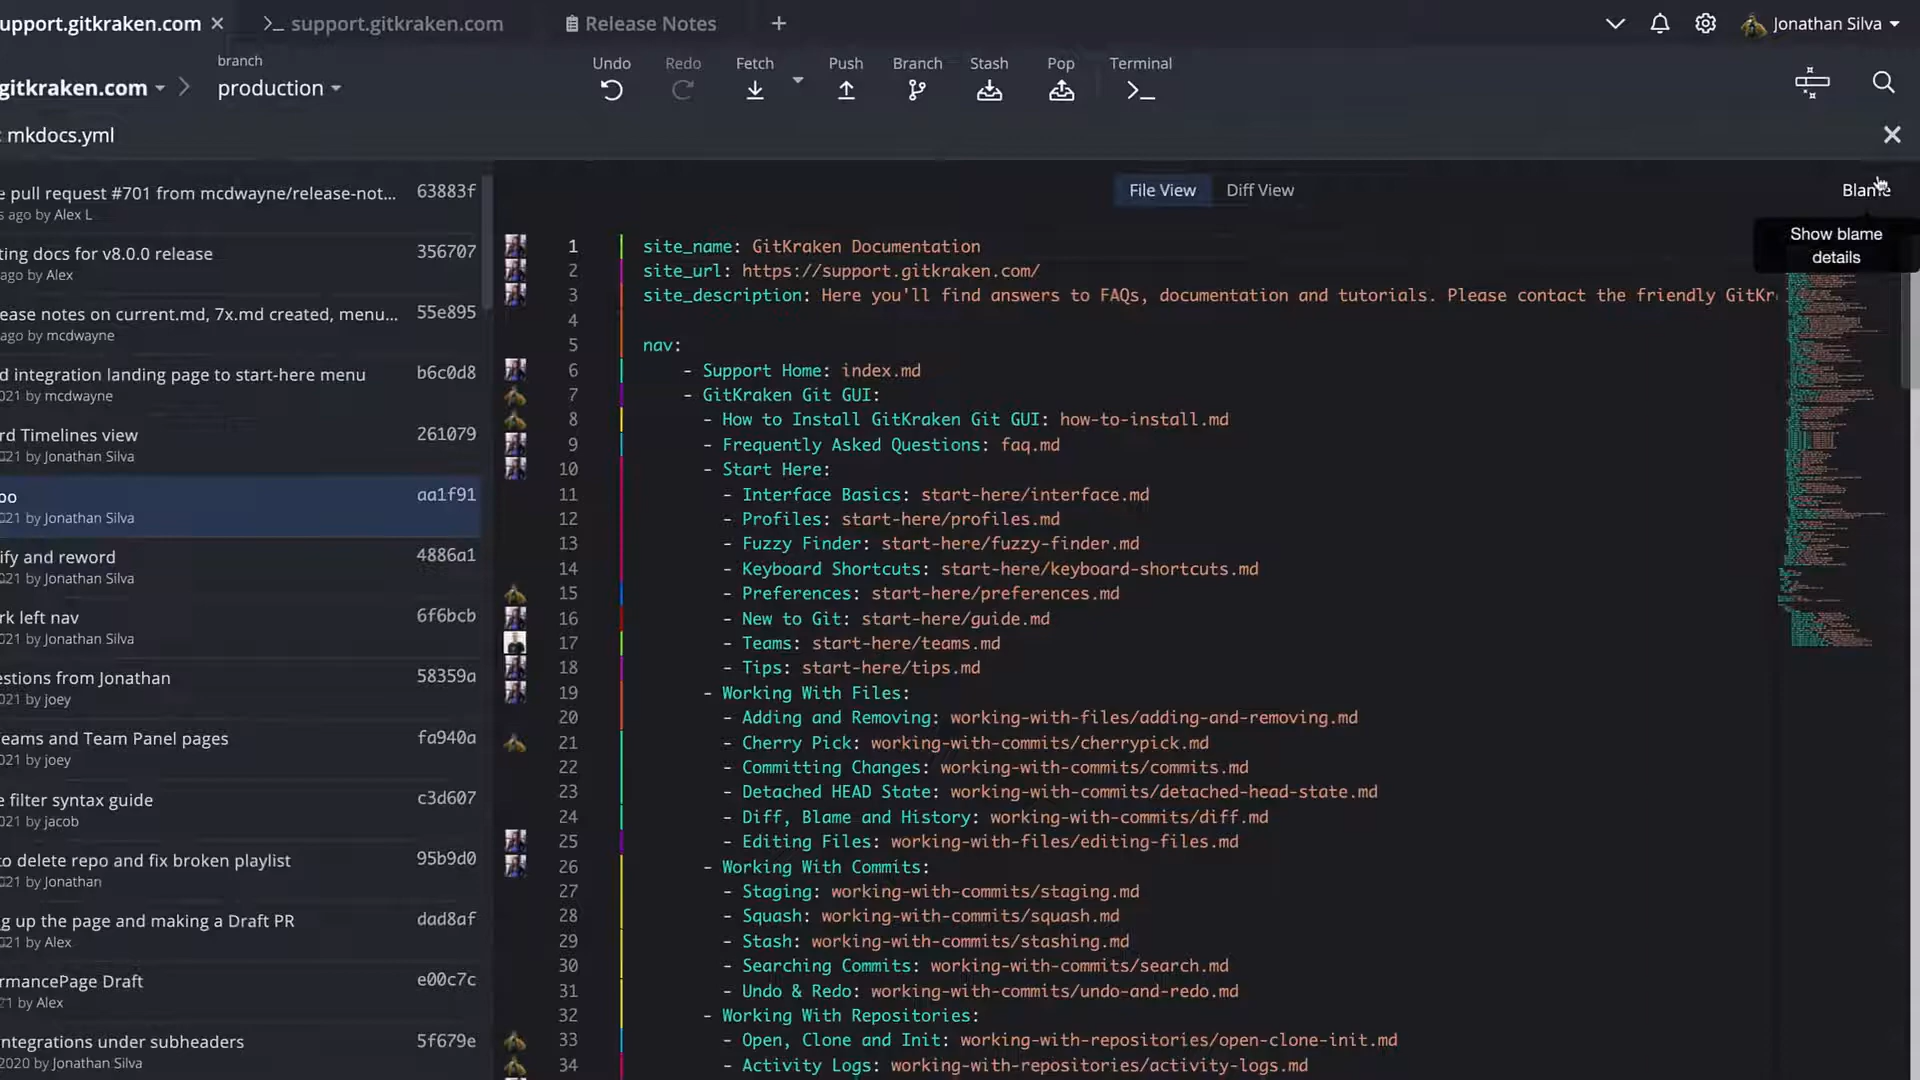 upport.gitkraken.com ×
>_ support.gitkraken.com
Release Notes
+
Jonathan Silva
gitkraken.com
branch
production
Undo
Redo
Fetch
Push
Branch
Stash
Pop
Terminal
: mkdocs.yml
e pull request #701 from mcdwayne/release-not... 63883f
s ago by Alex L
ting docs for v8.0.0 release 356707
ago by Alex
ease notes on current.md, 7x.md created, menu... 55e895
ago by mcdwayne
d integration landing page to start-here menu b6c0d8
021 by mcdwayne
rd Timelines view 261079
021 by Jonathan Silva
oo aa1f91
021 by Jonathan Silva
ify and reword 4886a1
021 by Jonathan Silva
rk left nav 6f6bcb
021 by Jonathan Silva
estions from Jonathan 58359a
021 by joey
eams and Team Panel pages fa940a
021 by joey
e filter syntax guide c3d607
021 by jacob
to delete repo and fix broken playlist 95b9d0
021 by Jonathan
g up the page and making a Draft PR dad8af
021 by Alex
rmancePage Draft e00c7c
21 by Alex
ntegrations under subheaders 5f679e
2020 by Jonathan Silva
File View
Diff View
Blame
Show blame
details
1 site_name: GitKraken Documentation
2 site_url: https://support.gitkraken.com/
3 site_description: Here you'll find answers to FAQs, documentation and tutorials. Please contact the friendly GitKr
4
5 nav:
6 - Support Home: index.md
7 - GitKraken Git GUI:
8 - How to Install GitKraken Git GUI: how-to-install.md
9 - Frequently Asked Questions: faq.md
10 - Start Here:
11 - Interface Basics: start-here/interface.md
12 - Profiles: start-here/profiles.md
13 - Fuzzy Finder: start-here/fuzzy-finder.md
14 - Keyboard Shortcuts: start-here/keyboard-shortcuts.md
15 - Preferences: start-here/preferences.md
16 - New to Git: start-here/guide.md
17 - Teams: start-here/teams.md
18 - Tips: start-here/tips.md
19 - Working With Files:
20 - Adding and Removing: working-with-files/adding-and-removing.md
21 - Cherry Pick: working-with-commits/cherrypick.md
22 - Committing Changes: working-with-commits/commits.md
23 - Detached HEAD State: working-with-commits/detached-head-state.md
24 - Diff, Blame and History: working-with-commits/diff.md
25 - Editing Files: working-with-files/editing-files.md
26 - Working With Commits:
27 - Staging: working-with-commits/staging.md
28 - Squash: working-with-commits/squash.md
29 - Stash: working-with-commits/stashing.md
30 - Searching Commits: working-with-commits/search.md
31 - Undo & Redo: working-with-commits/undo-and-redo.md
32 - Working With Repositories:
33 - Open, Clone and Init: working-with-repositories/open-clone-init.md
34 - Activity Logs: working-with-repositories/activity-logs.md